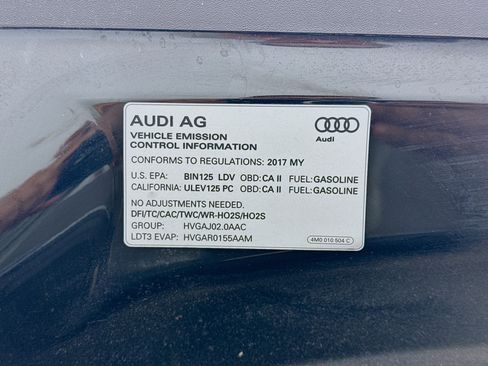 AUDI AG
VEHICLE EMISSION
CONTROL INFORMATION
Audi
CONFORMS TO REGULATIONS: 2017 MY
U.S. EPA: BIN125 LDV OBD:CA II FUEL:GASOLINE
CALIFORNIA: ULEV125 PC OBD:CA II FUEL:GASOLINE
NO ADJUSTMENTS NEEDED.
DFI/TC/CAC/TWC/WR-HO2S/HO2S
GROUP: HVGAJ02.0AAC
LDT3 EVAP: HVGAR0155AAM
4M0 010 504 C